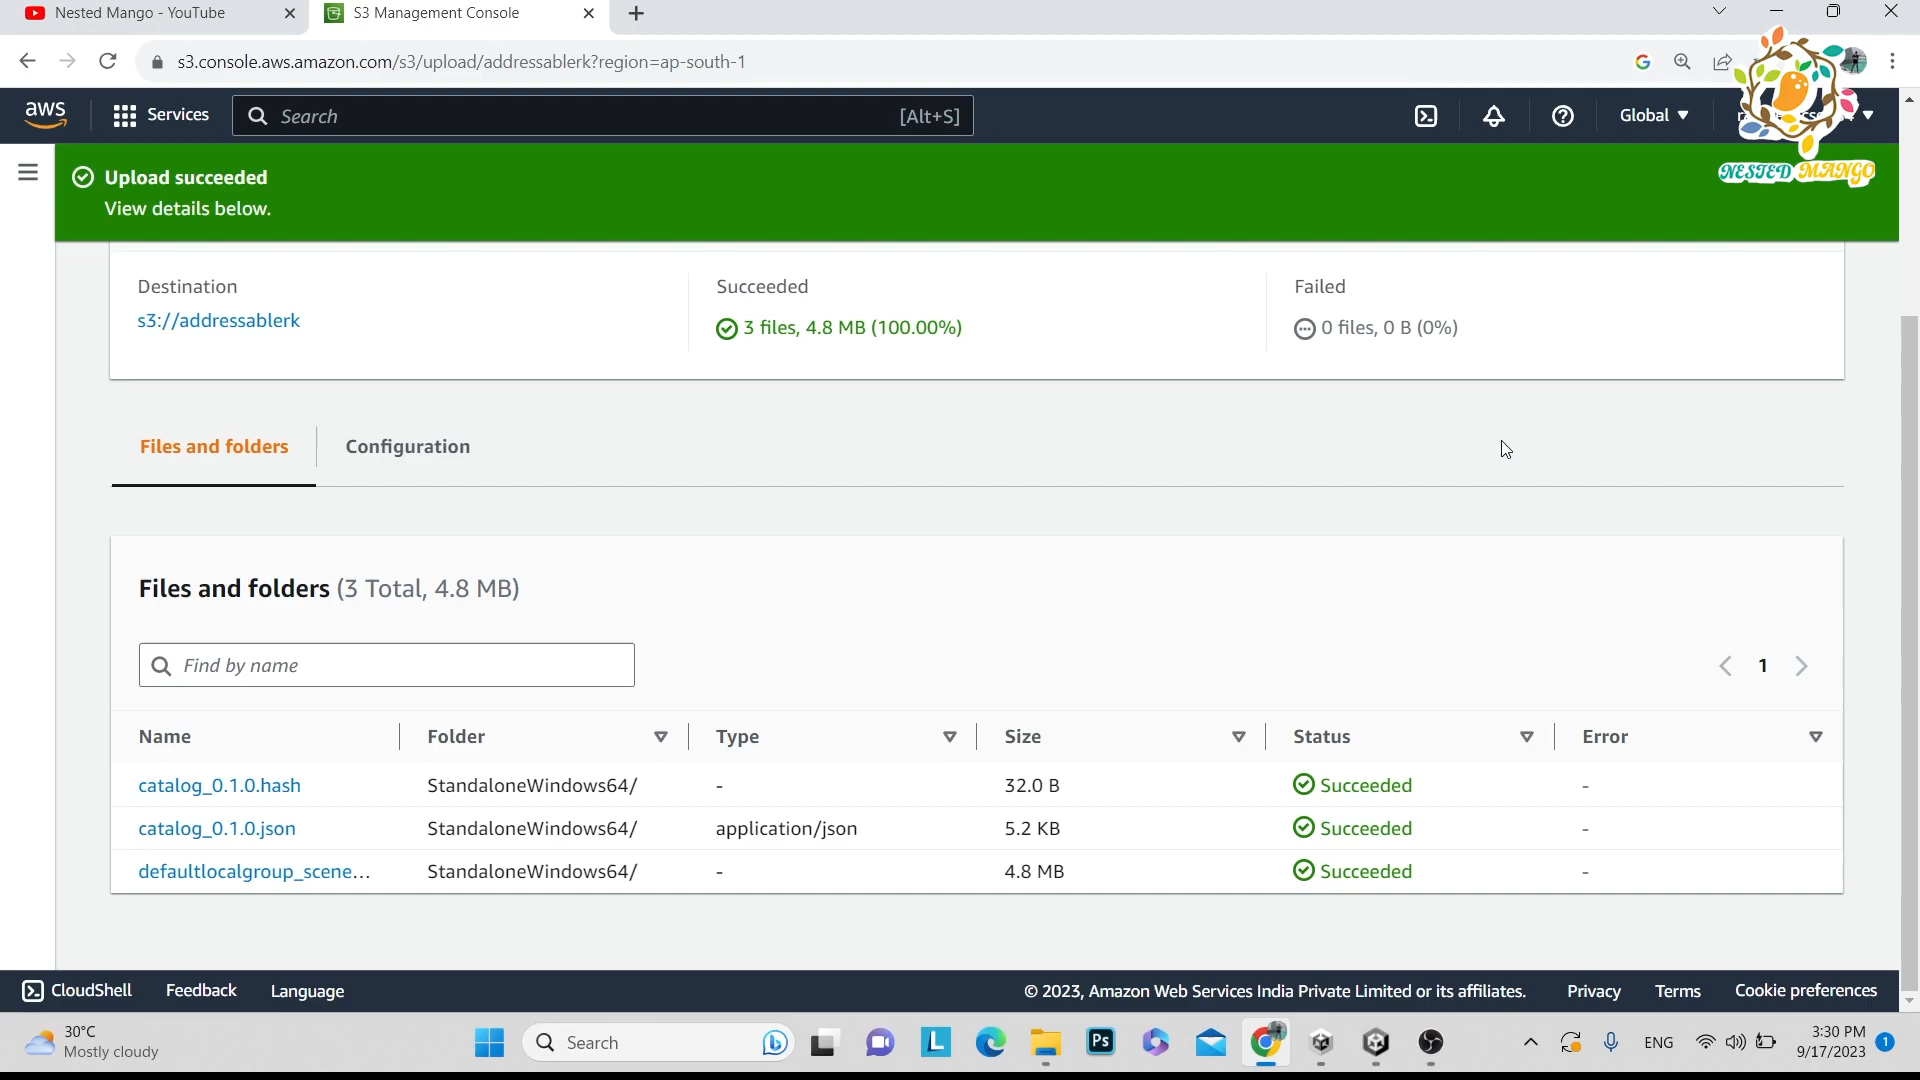 Nested Mango - YouTube
S3 Management Console
s3.console.aws.amazon.com/s3/upload/addressablerk?region=ap-south-1
aws
Services
Search
[Alt+S]
Global
Upload succeeded
View details below.
NESTED MANGO
Destination
Succeeded
Failed
s3://addressablerk
3 files, 4.8 MB (100.00%)
0 files, 0 B (0%)
Files and folders
Configuration
Files and folders (3 Total, 4.8 MB)
Find by name
1
Name
Folder
Type
Size
Status
Error
catalog_0.1.0.hash
StandaloneWindows64/
-
32.0 B
Succeeded
-
catalog_0.1.0.json
StandaloneWindows64/
application/json
5.2 KB
Succeeded
-
defaultlocalgroup_scene...
StandaloneWindows64/
-
4.8 MB
Succeeded
-
CloudShell
Feedback
Language
© 2023, Amazon Web Services India Private Limited or its affiliates.
Privacy
Terms
Cookie preferences
30°C
Mostly cloudy
Search
L
Ps
ENG
3:30 PM
9/17/2023
1